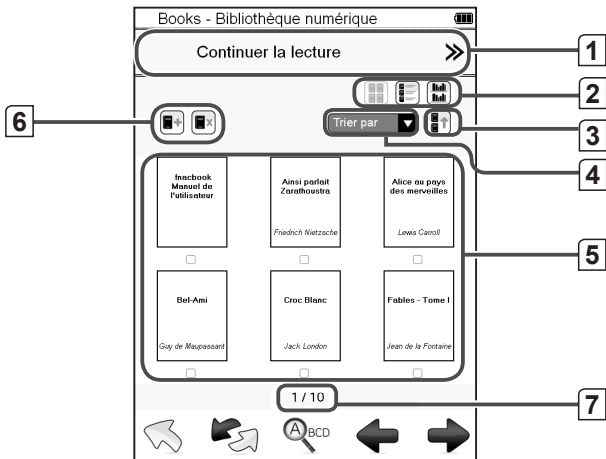 Books - Bibliothèque numérique
Continuer la lecture
1
2
6
Trier par
3
4
fnacbook
Manuel de
l'utilisateur
Ainsi parlait
Zarathoustra
Friedrich Nietzsche
Alice au pays
des merveilles
Lewis Carroll
5
Bel-Ami
Guy de Maupassant
Croc Blanc
Jack London
Fables - Tome I
Jean de la Fontaine
1 / 10
7
A BCD